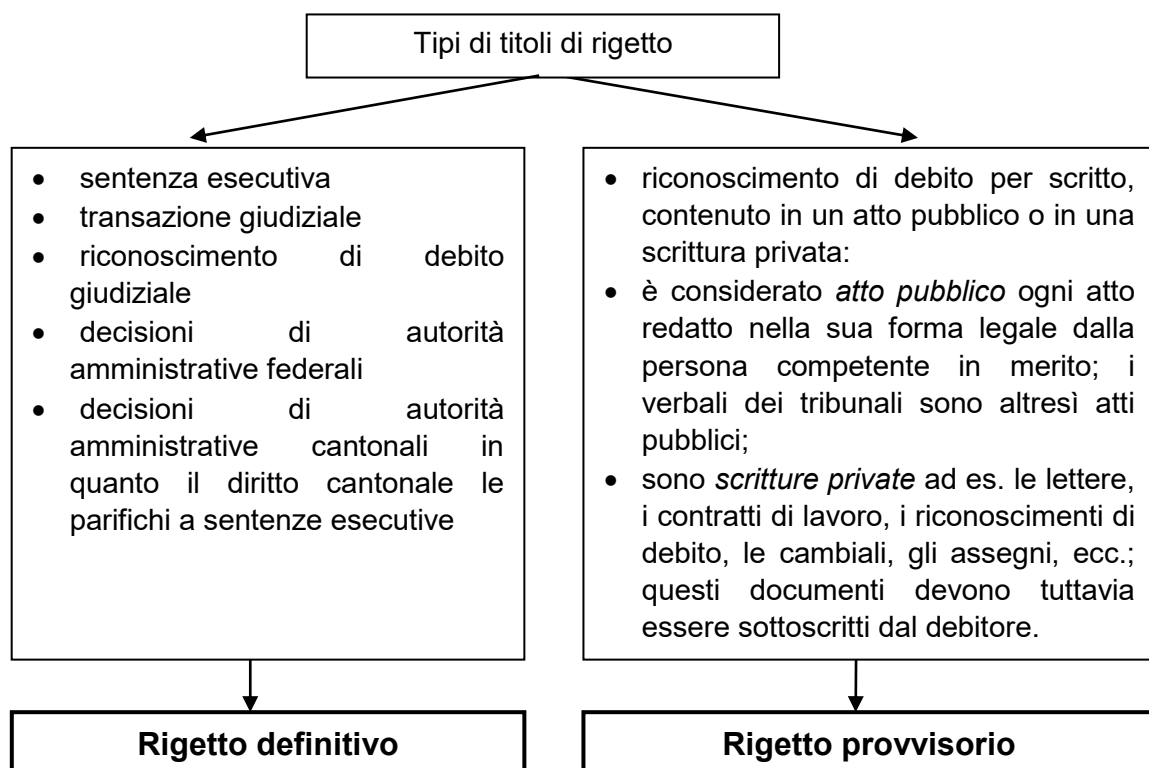 Tipi di titoli di rigetto
• sentenza esecutiva
• transazione giudiziale
• riconoscimento di debito
giudiziale
• decisioni di autorità
amministrative federali
• decisioni di autorità
amministrative cantonali in
quanto il diritto cantonale le
parifichi a sentenze esecutive
• riconoscimento di debito per scritto,
contenuto in un atto pubblico o in una
scrittura privata:
• è considerato atto pubblico ogni atto
redatto nella sua forma legale dalla
persona competente in merito; i
verbali dei tribunali sono altresì atti
pubblici;
• sono scritture private ad es. le lettere,
i contratti di lavoro, i riconoscimenti di
debito, le cambiali, gli assegni, ecc.;
questi documenti devono tuttavia
essere sottoscritti dal debitore.
Rigetto definitivo
Rigetto provvisorio